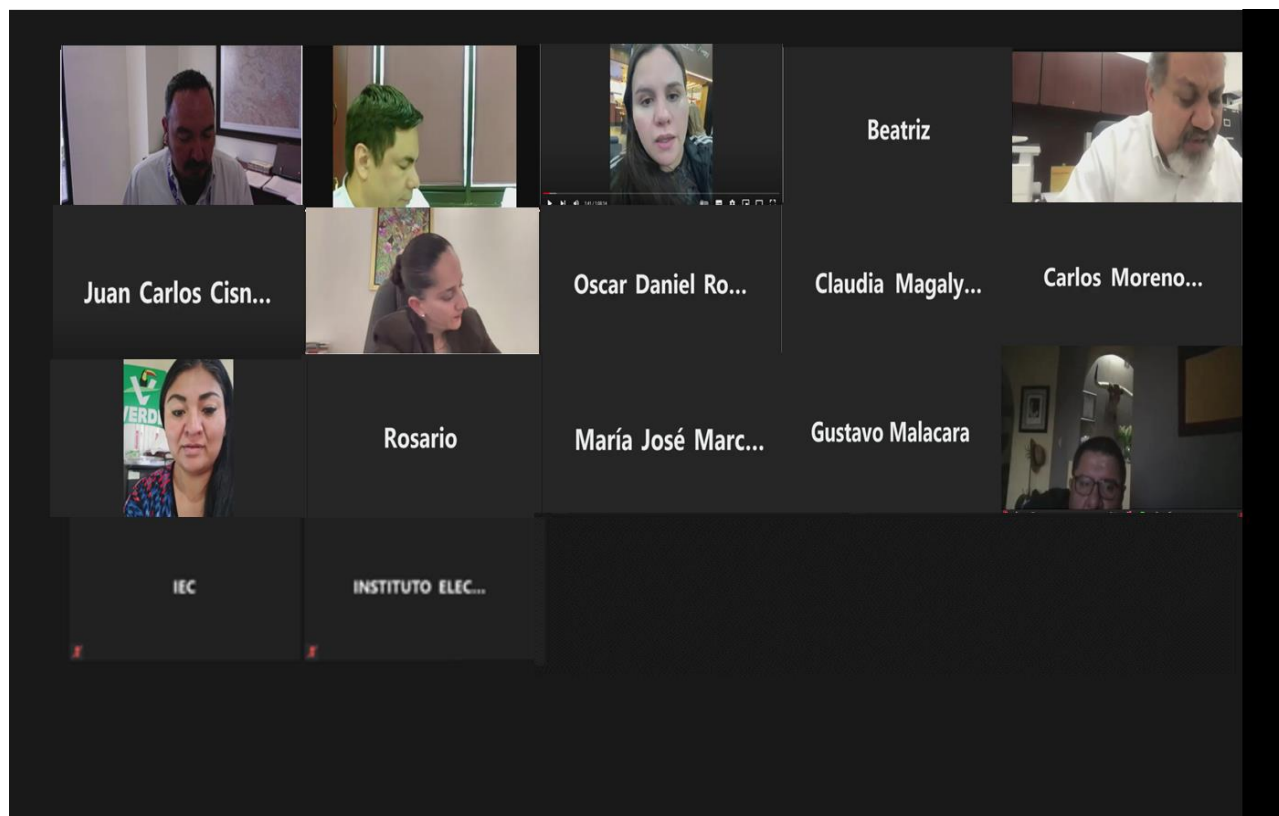 Beatriz
Juan Carlos Cisn...
Oscar Daniel Ro...
Claudia Magaly...
Carlos Moreno...
VERDE
Rosario
María José Marc...
Gustavo Malacara
IEC
INSTITUTO ELEC...